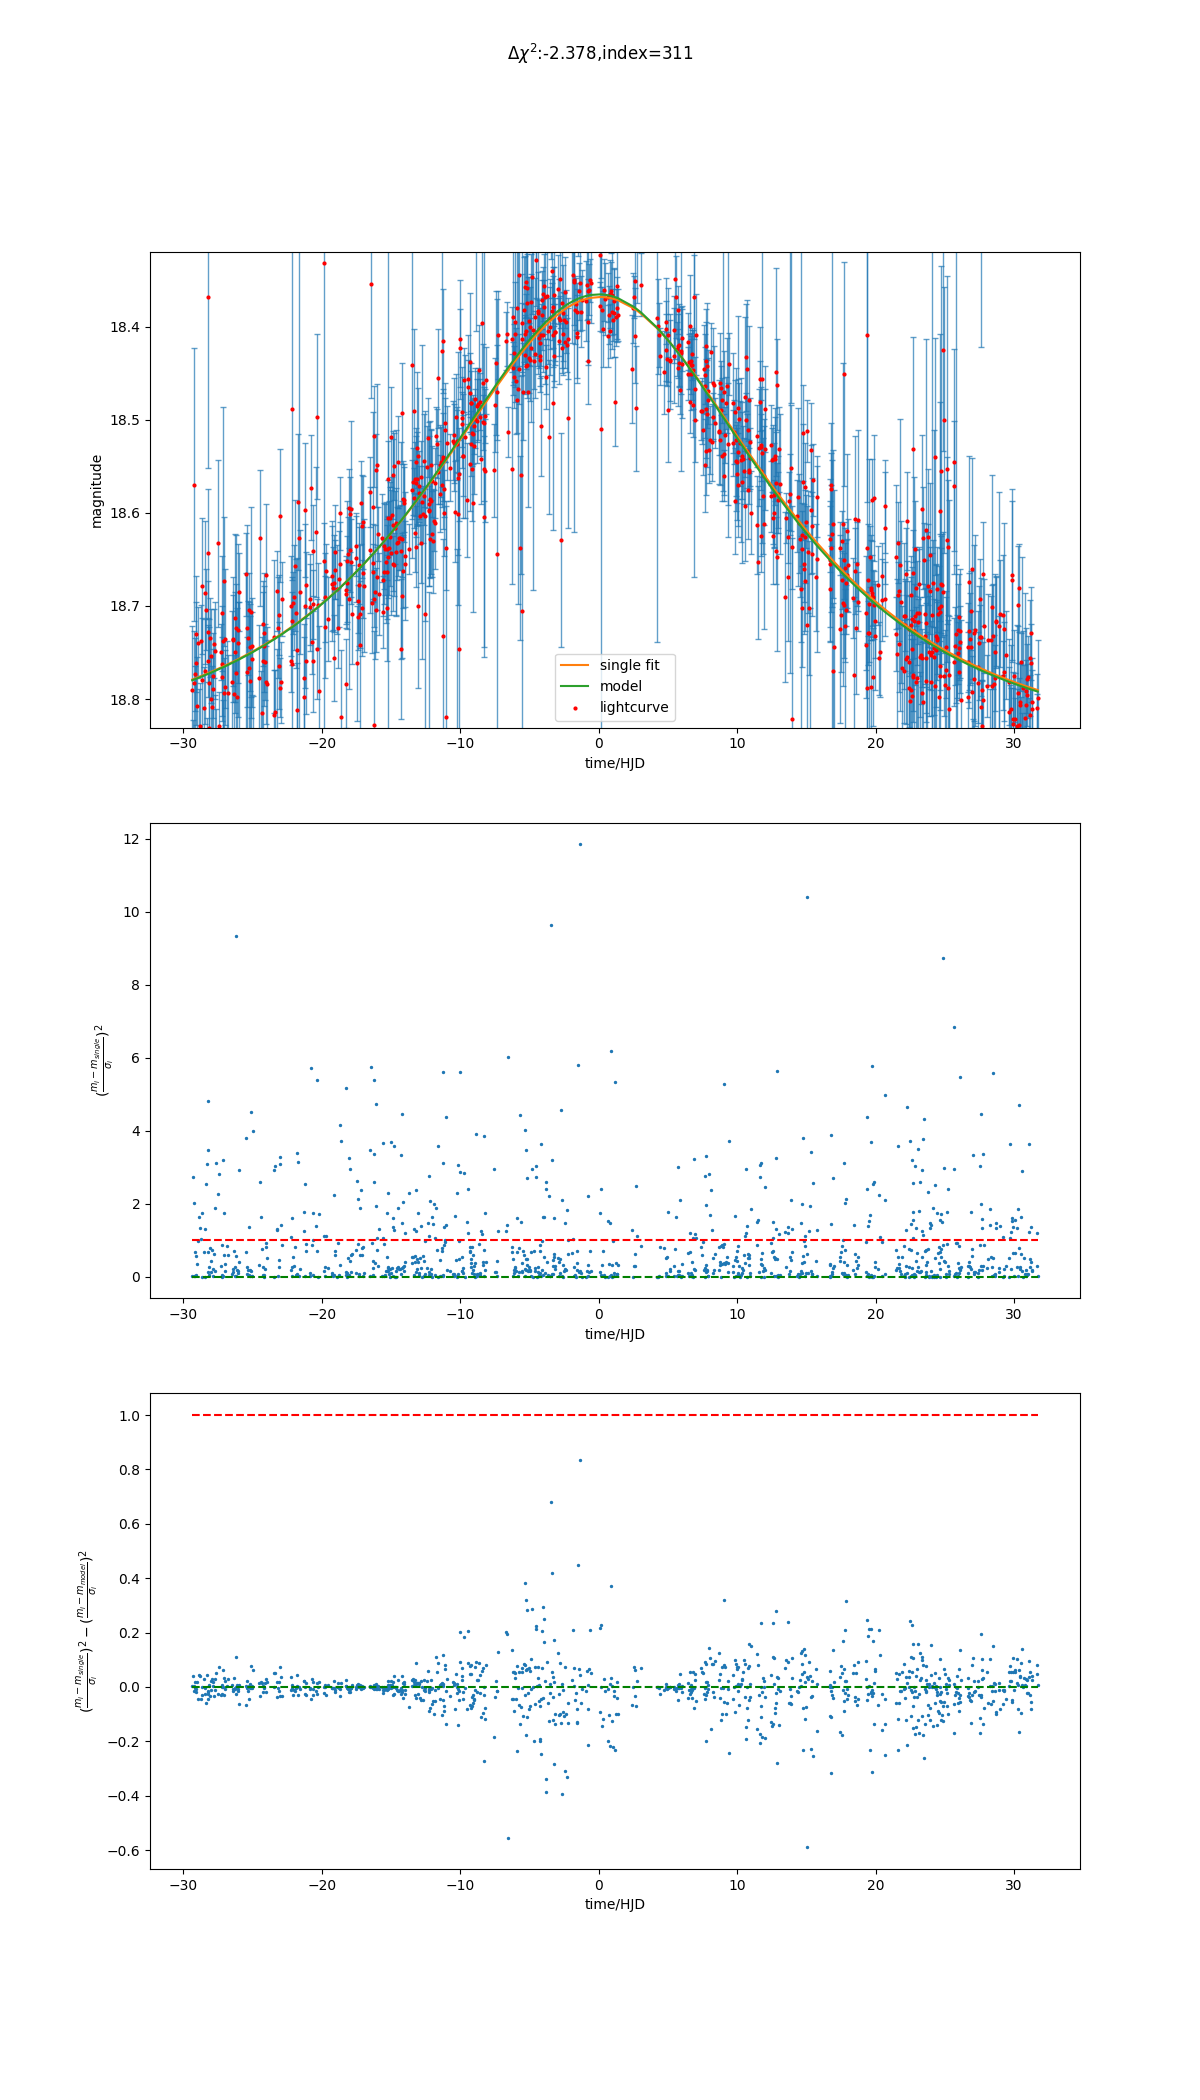 Δχ²:-2.378,index=311
magnitude
18.4
18.5
18.6
18.7
18.8
single fit
model
lightcurve
−30 −20 −10 0 10 20 30
time/HJD
(m_i − m_single / σ_i)²
12
10
8
6
4
2
0
−30 −20 −10 0 10 20 30
time/HJD
(m_i − m_single / σ_i)² − (m_i − m_model / σ_i)²
1.0
0.8
0.6
0.4
0.2
0.0
−0.2
−0.4
−0.6
−30 −20 −10 0 10 20 30
time/HJD